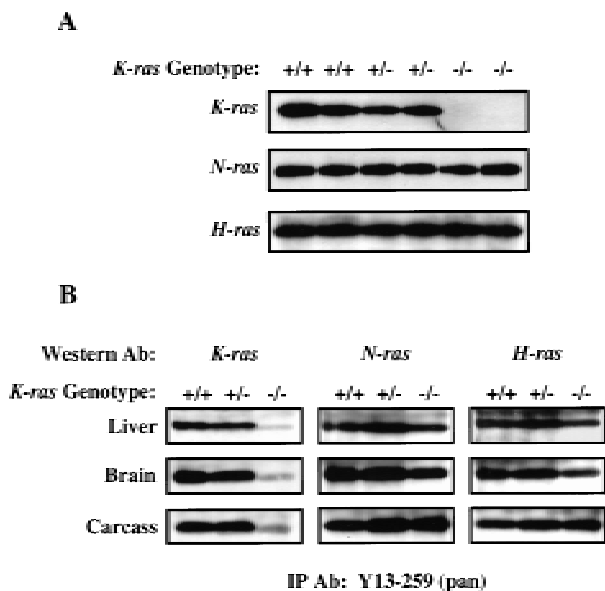 A
K-ras Genotype: +/+ +/+ +/- +/- -/- -/-
K-ras
N-ras
H-ras
B
Western Ab: K-ras N-ras H-ras
K-ras Genotype: +/+ +/- -/- +/+ +/- -/- +/+ +/- -/-
Liver
Brain
Carcass
IP Ab: Y13-259 (pan)